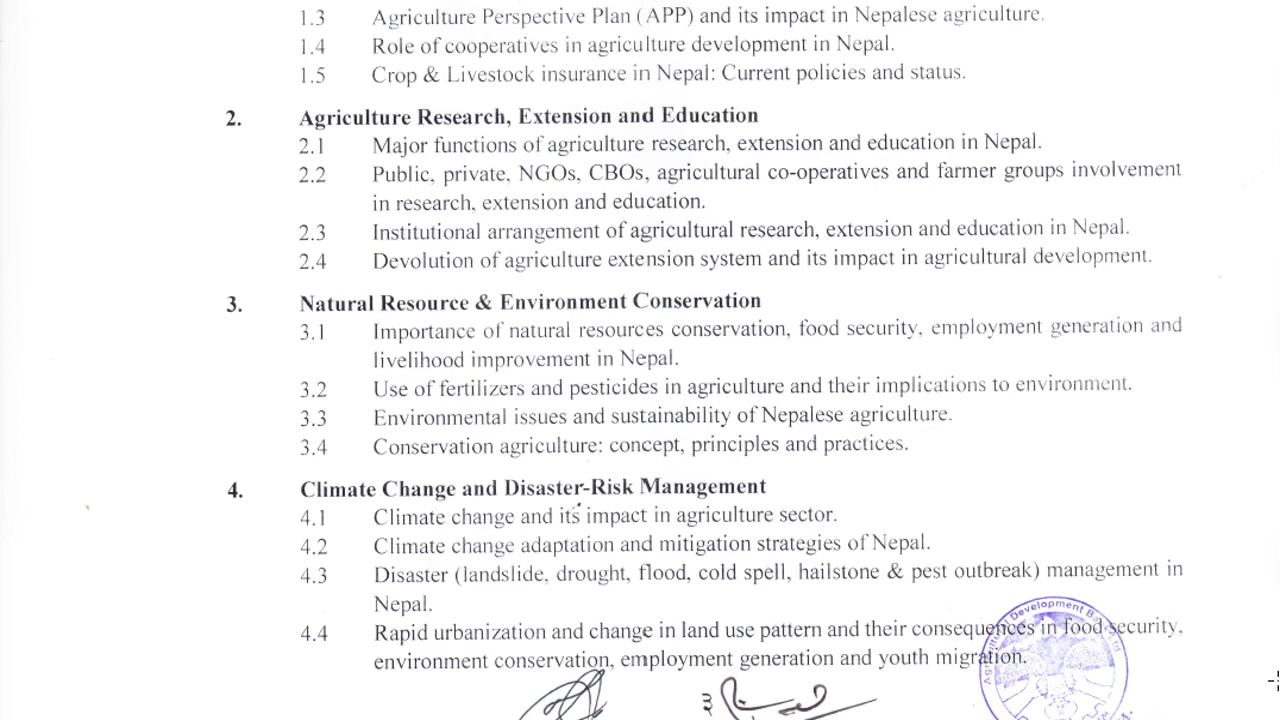 1.3 Agriculture Perspective Plan (APP) and its impact in Nepalese agriculture.
1.4 Role of cooperatives in agriculture development in Nepal.
1.5 Crop & Livestock insurance in Nepal: Current policies and status.
2. Agriculture Research, Extension and Education
2.1 Major functions of agriculture research, extension and education in Nepal.
2.2 Public, private, NGOs, CBOs, agricultural co-operatives and farmer groups involvement
in research, extension and education.
2.3 Institutional arrangement of agricultural research, extension and education in Nepal.
2.4 Devolution of agriculture extension system and its impact in agricultural development.
3. Natural Resource & Environment Conservation
3.1 Importance of natural resources conservation, food security, employment generation and
livelihood improvement in Nepal.
3.2 Use of fertilizers and pesticides in agriculture and their implications to environment.
3.3 Environmental issues and sustainability of Nepalese agriculture.
3.4 Conservation agriculture: concept, principles and practices.
4. Climate Change and Disaster-Risk Management
4.1 Climate change and its impact in agriculture sector.
4.2 Climate change adaptation and mitigation strategies of Nepal.
4.3 Disaster (landslide, drought, flood, cold spell, hailstone & pest outbreak) management in
Nepal.
4.4 Rapid urbanization and change in land use pattern and their consequences in food security,
environment conservation, employment generation and youth migration.
Agricultural Development